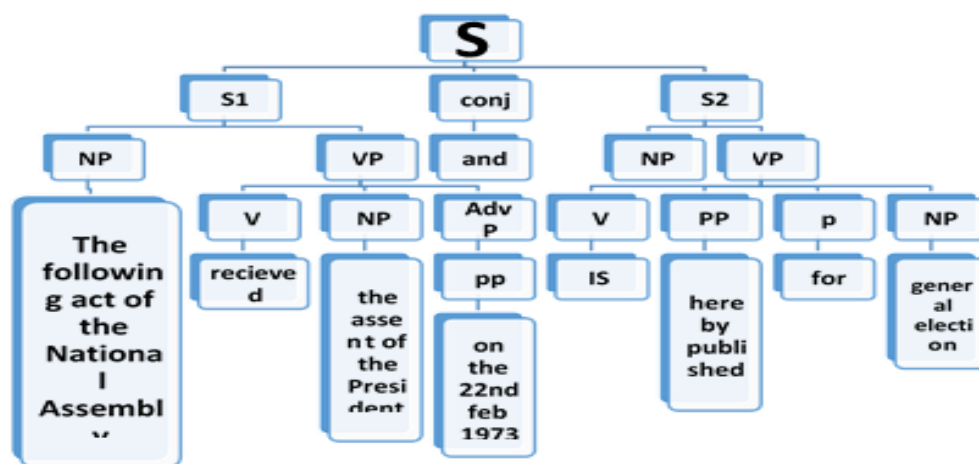 S
S1 conj S2
NP VP and NP VP
V NP Adv
P V PP p NP
The
followin
g act of
the
Nationa
l
Assembl
y
recieve
d
the
asse
nt of
the
Presi
dent
pp
on
the
22nd
feb
1973
IS
here
by
publi
shed
for
gener
al
electi
on